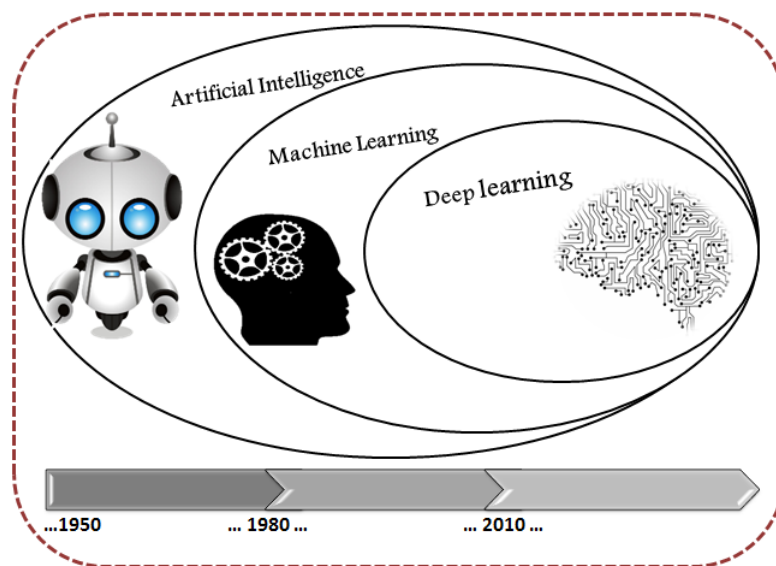 Artificial Intelligence
Machine Learning
Deep learning
...1950
... 1980 ...
... 2010 ...